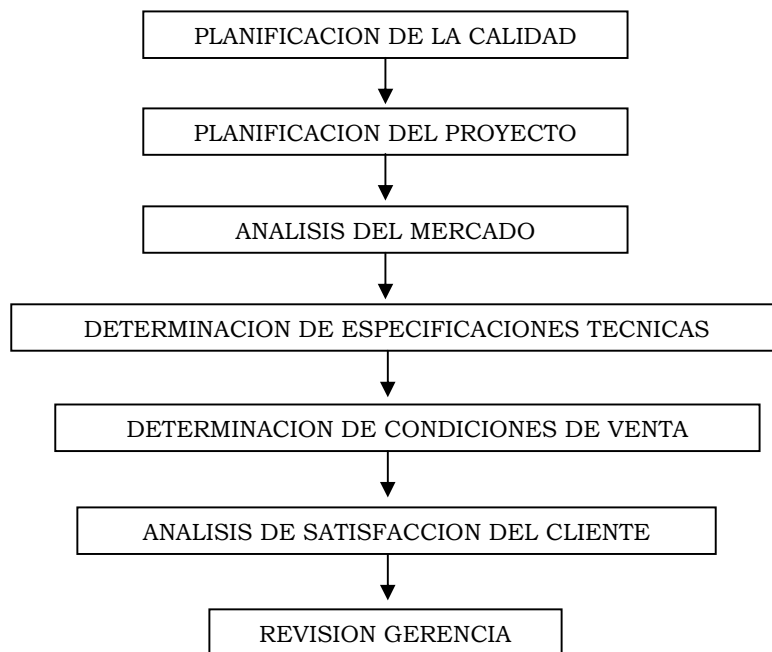 PLANIFICACION DE LA CALIDAD
PLANIFICACION DEL PROYECTO
ANALISIS DEL MERCADO
DETERMINACION DE ESPECIFICACIONES TECNICAS
DETERMINACION DE CONDICIONES DE VENTA
ANALISIS DE SATISFACCION DEL CLIENTE
REVISION GERENCIA